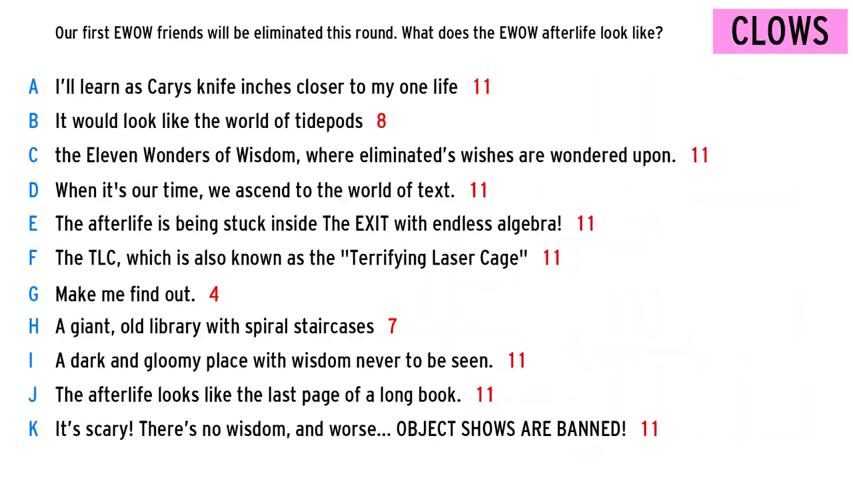 Our first EWOW friends will be eliminated this round. What does the EWOW afterlife look like?
CLOWS
A I'll learn as Carys knife inches closer to my one life 11
B It would look like the world of tidepods 8
C the Eleven Wonders of Wisdom, where eliminated's wishes are wondered upon. 11
D When it's our time, we ascend to the world of text. 11
E The afterlife is being stuck inside The EXIT with endless algebra! 11
F The TLC, which is also known as the "Terrifying Laser Cage" 11
G Make me find out. 4
H A giant, old library with spiral staircases 7
I A dark and gloomy place with wisdom never to be seen. 11
J The afterlife looks like the last page of a long book. 11
K It's scary! There's no wisdom, and worse... OBJECT SHOWS ARE BANNED! 11